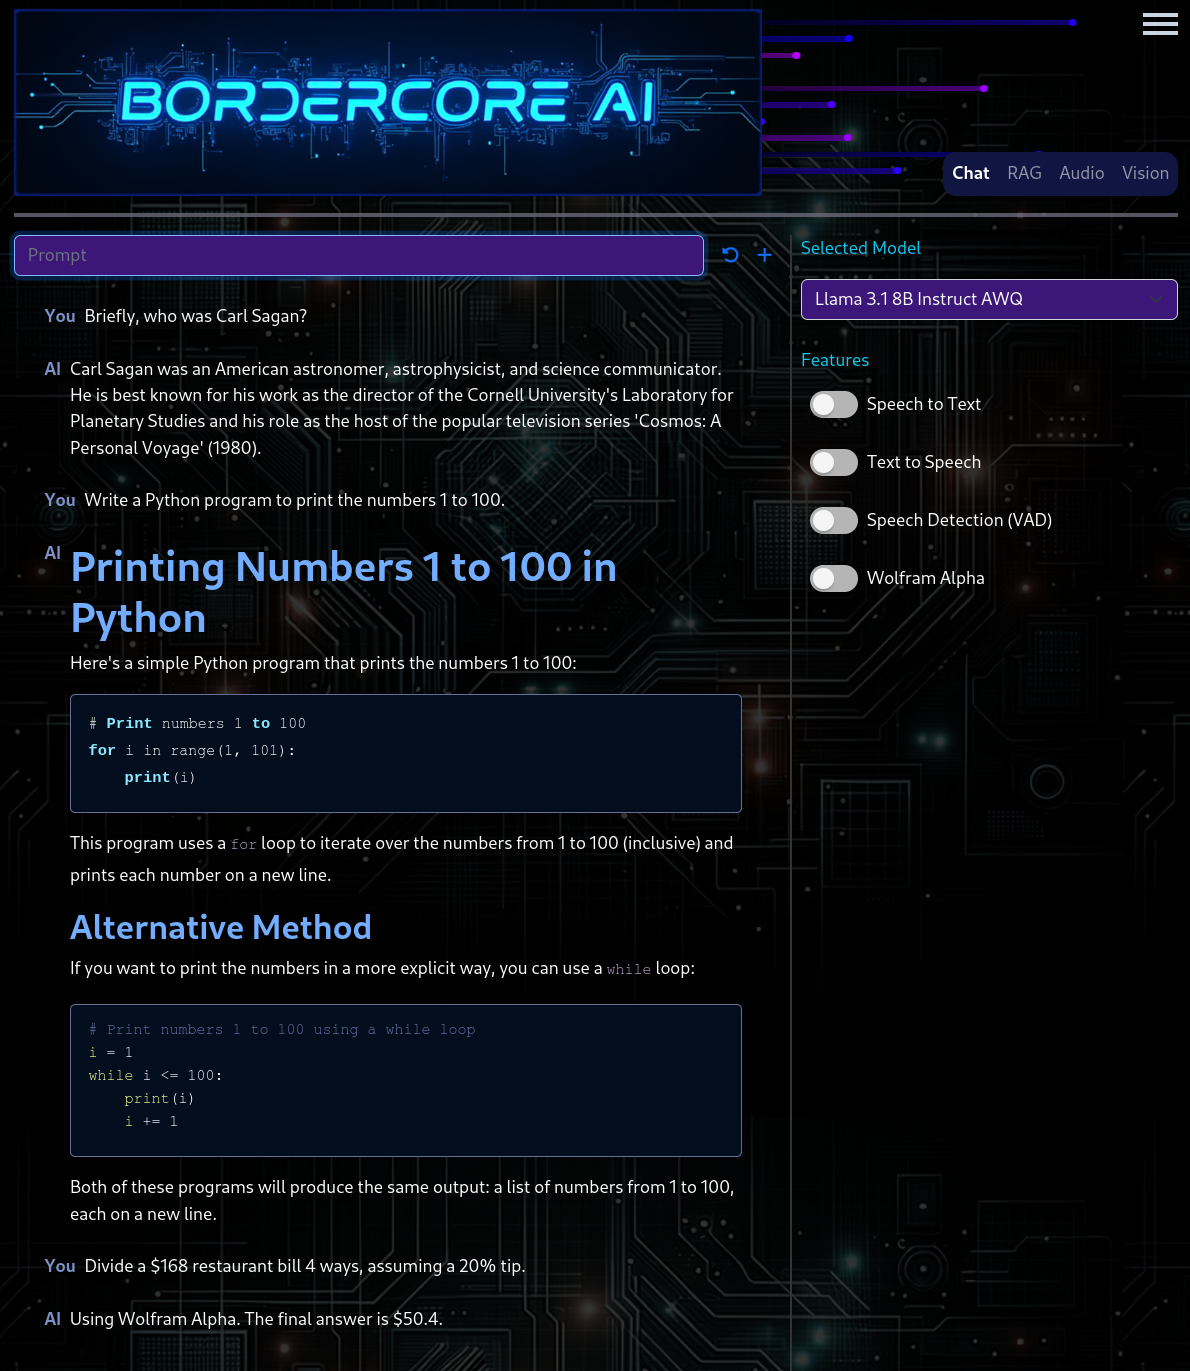 BORDERCORE AI
Chat RAG Audio Vision
Prompt
Selected Model
Llama 3.1 8B Instruct AWQ
Features
Speech to Text
Text to Speech
Speech Detection (VAD)
Wolfram Alpha
You Briefly, who was Carl Sagan?
AI Carl Sagan was an American astronomer, astrophysicist, and science communicator.
He is best known for his work as the director of the Cornell University's Laboratory for
Planetary Studies and his role as the host of the popular television series 'Cosmos: A
Personal Voyage' (1980).
You Write a Python program to print the numbers 1 to 100.
AI Printing Numbers 1 to 100 in
Python
Here's a simple Python program that prints the numbers 1 to 100:
# Print numbers 1 to 100
for i in range(1, 101):
    print(i)
This program uses a for loop to iterate over the numbers from 1 to 100 (inclusive) and
prints each number on a new line.
Alternative Method
If you want to print the numbers in a more explicit way, you can use a while loop:
# Print numbers 1 to 100 using a while loop
i = 1
while i <= 100:
    print(i)
    i += 1
Both of these programs will produce the same output: a list of numbers from 1 to 100,
each on a new line.
You Divide a $168 restaurant bill 4 ways, assuming a 20% tip.
AI Using Wolfram Alpha. The final answer is $50.4.